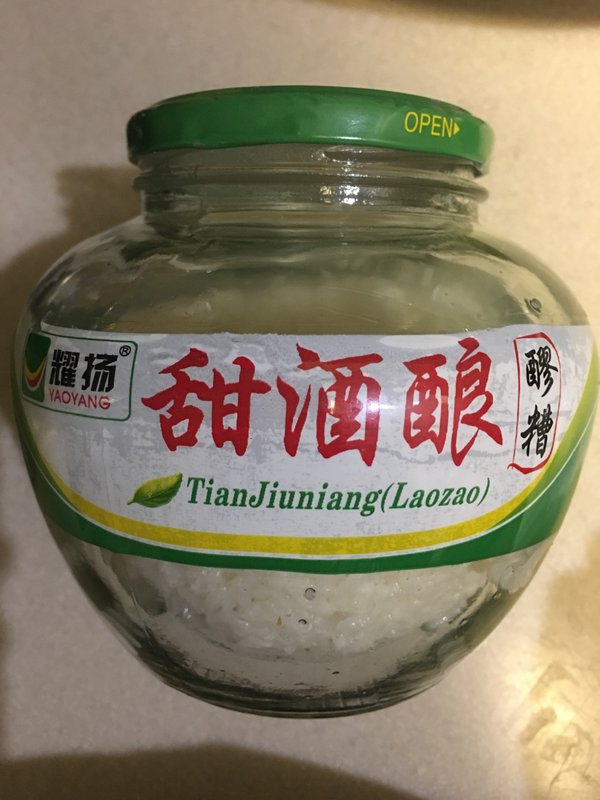 OPEN
耀扬®
YAOYANG
甜酒酿
醪糟
TianJiuniang(Laozao)